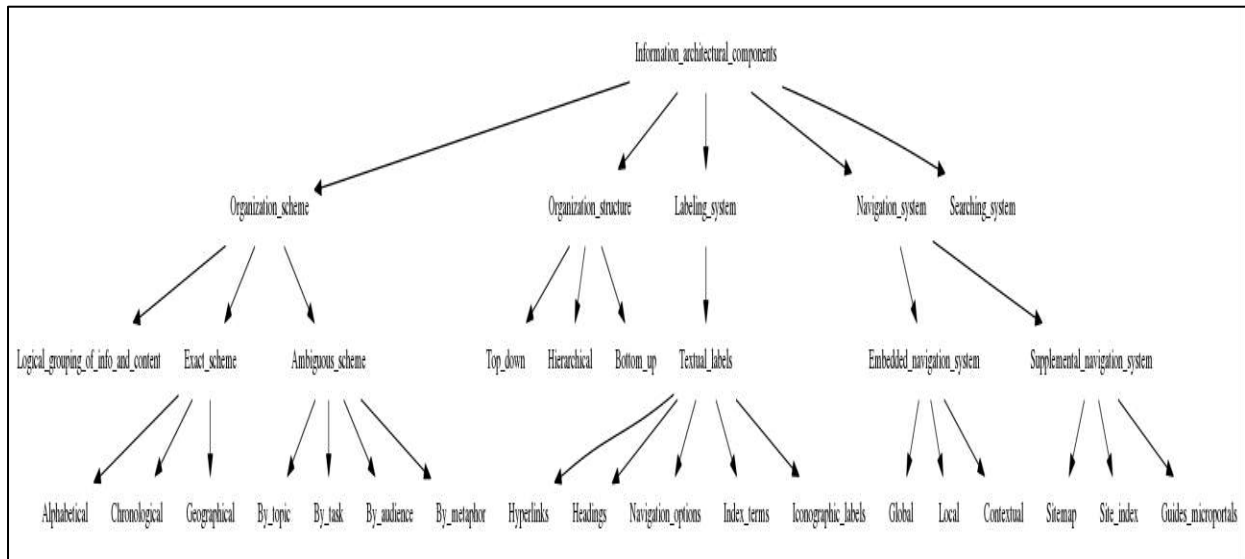 Information_architectural_components
Organization_scheme Organization_structure Labeling_system Navigation_system Searching_system
Logical_grouping_of_info_and_content Exact_scheme Ambiguous_scheme Top_down Hierarchical Bottom_up Textual_labels Embedded_navigation_system Supplemental_navigation_system
Alphabetical Chronological Geographical By_topic By_task By_audience By_metaphor Hyperlinks Headings Navigation_options Index_terms Iconographic_labels Global Local Contextual Sitemap Site_index Guides_microportals